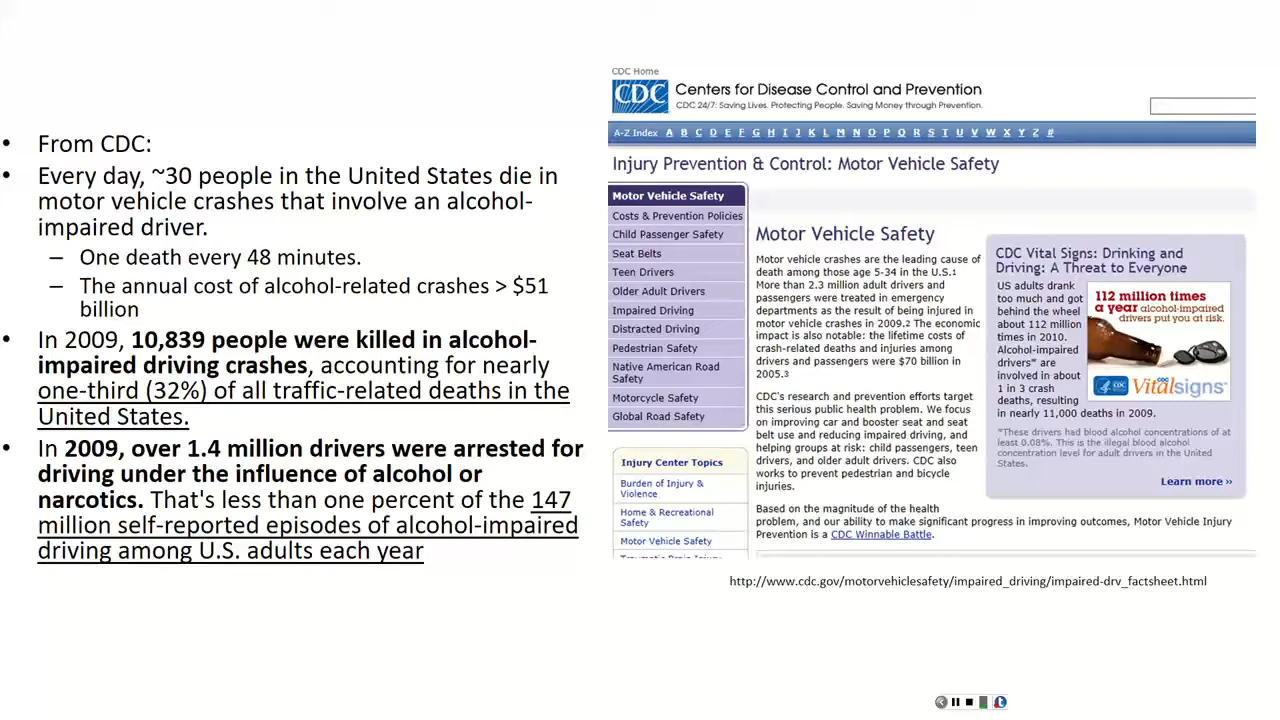 • From CDC:
• Every day, ~30 people in the United States die in
motor vehicle crashes that involve an alcohol-
impaired driver.
– One death every 48 minutes.
– The annual cost of alcohol-related crashes > $51
billion
• In 2009, 10,839 people were killed in alcohol-
impaired driving crashes, accounting for nearly
one-third (32%) of all traffic-related deaths in the
United States.
• In 2009, over 1.4 million drivers were arrested for
driving under the influence of alcohol or
narcotics. That's less than one percent of the 147
million self-reported episodes of alcohol-impaired
driving among U.S. adults each year
CDC Home
CDC
Centers for Disease Control and Prevention
CDC 24/7: Saving Lives. Protecting People. Saving Money through Prevention.
A-Z Index A B C D E F G H I J K L M N O P Q R S T U V W X Y Z #
Injury Prevention & Control: Motor Vehicle Safety
Motor Vehicle Safety
Costs & Prevention Policies
Child Passenger Safety
Seat Belts
Teen Drivers
Older Adult Drivers
Impaired Driving
Distracted Driving
Pedestrian Safety
Native American Road
Safety
Motorcycle Safety
Global Road Safety
Injury Center Topics
Burden of Injury &
Violence
Home & Recreational
Safety
Motor Vehicle Safety
Traumatic Brain Injury
Motor Vehicle Safety
Motor vehicle crashes are the leading cause of
death among those age 5-34 in the U.S.1
More than 2.3 million adult drivers and
passengers were treated in emergency
departments as the result of being injured in
motor vehicle crashes in 2009.2 The economic
impact is also notable: the lifetime costs of
crash-related deaths and injuries among
drivers and passengers were $70 billion in
2005.3
CDC's research and prevention efforts target
this serious public health problem. We focus
on improving car and booster seat and seat
belt use and reducing impaired driving, and
helping groups at risk: child passengers, teen
drivers, and older adult drivers. CDC also
works to prevent pedestrian and bicycle
injuries.
Based on the magnitude of the health
problem, and our ability to make significant progress in improving outcomes, Motor Vehicle Injury
Prevention is a CDC Winnable Battle.
CDC Vital Signs: Drinking and
Driving: A Threat to Everyone
US adults drank
too much and got
behind the wheel
about 112 million
times in 2010.
Alcohol-impaired
drivers* are
involved in about
1 in 3 crash
deaths, resulting
in nearly 11,000 deaths in 2009.
112 million times
a year alcohol-impaired
drivers put you at risk.
CDC
CDC
Vitalsigns
*These drivers had blood alcohol concentrations of at
least 0.08%. This is the illegal blood alcohol
concentration level for adult drivers in the United
States.
Learn more »
http://www.cdc.gov/motorvehiclesafety/impaired_driving/impaired-drv_factsheet.html